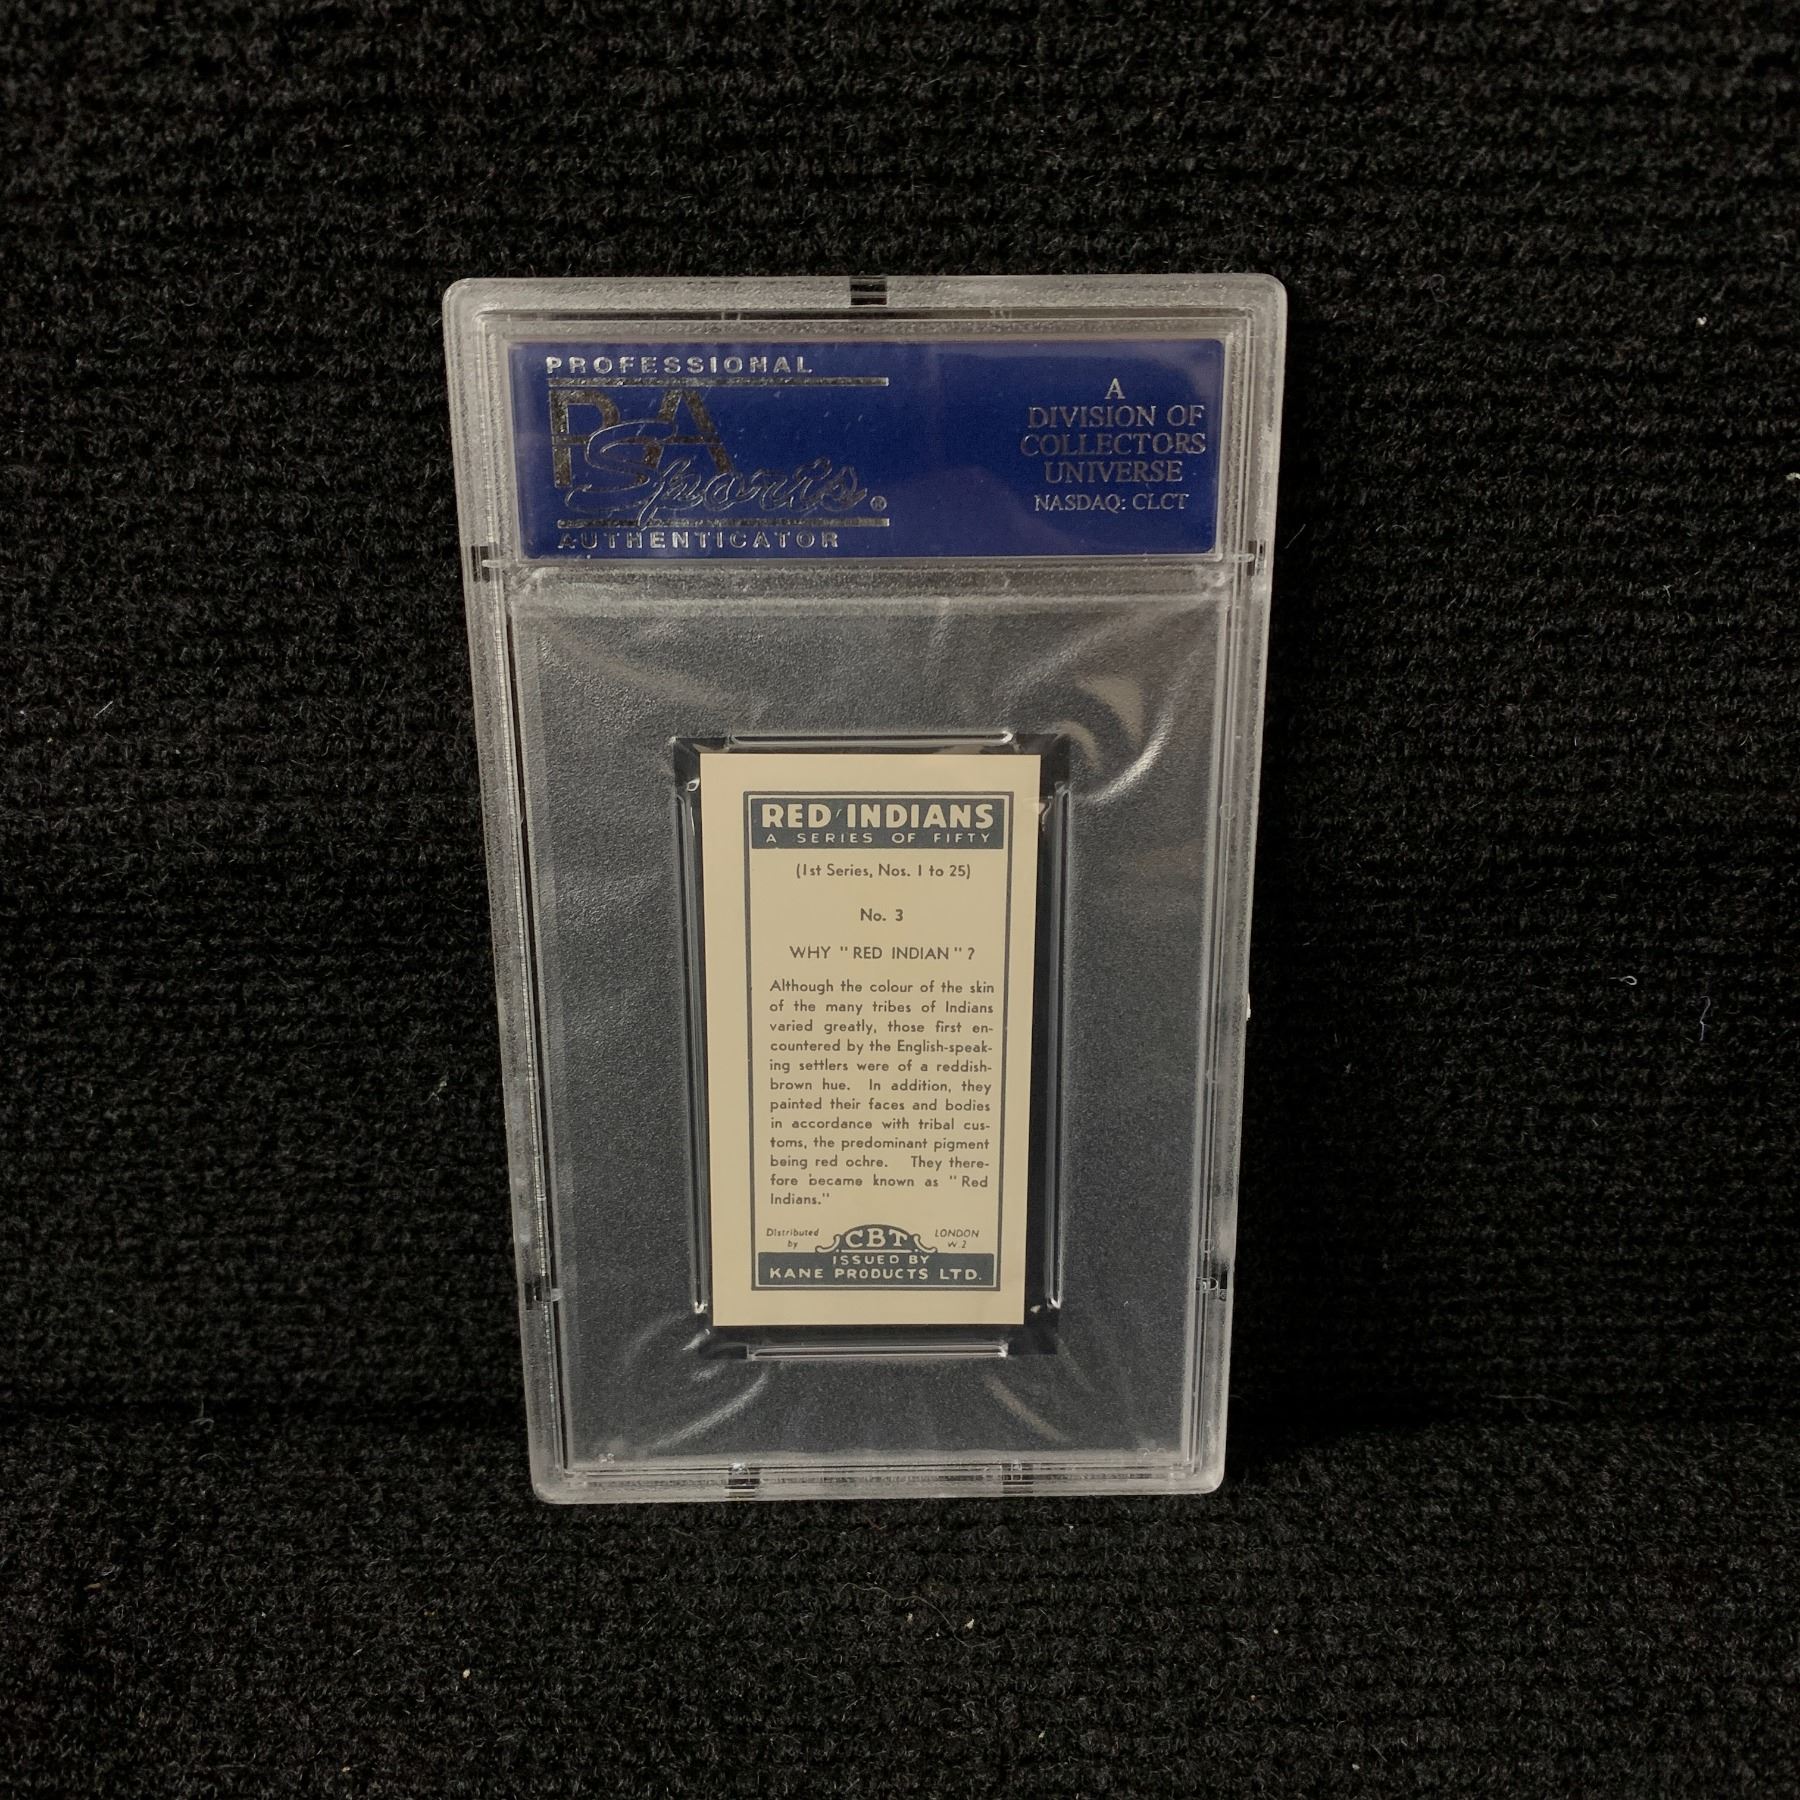 PROFESSIONAL
PSA
Sports®
AUTHENTICATOR
A
DIVISION OF
COLLECTORS
UNIVERSE
NASDAQ: CLCT
RED INDIANS
A SERIES OF FIFTY
(1st Series, Nos. 1 to 25)
No. 3
WHY "RED INDIAN"?
Although the colour of the skin
of the many tribes of Indians
varied greatly, those first en-
countered by the English-speak-
ing settlers were of a reddish-
brown hue. In addition, they
painted their faces and bodies
in accordance with tribal cus-
toms, the predominant pigment
being red ochre. They there-
fore became known as "Red
Indians."
Distributed
by
CBT
LONDON
W.2
ISSUED BY
KANE PRODUCTS LTD.